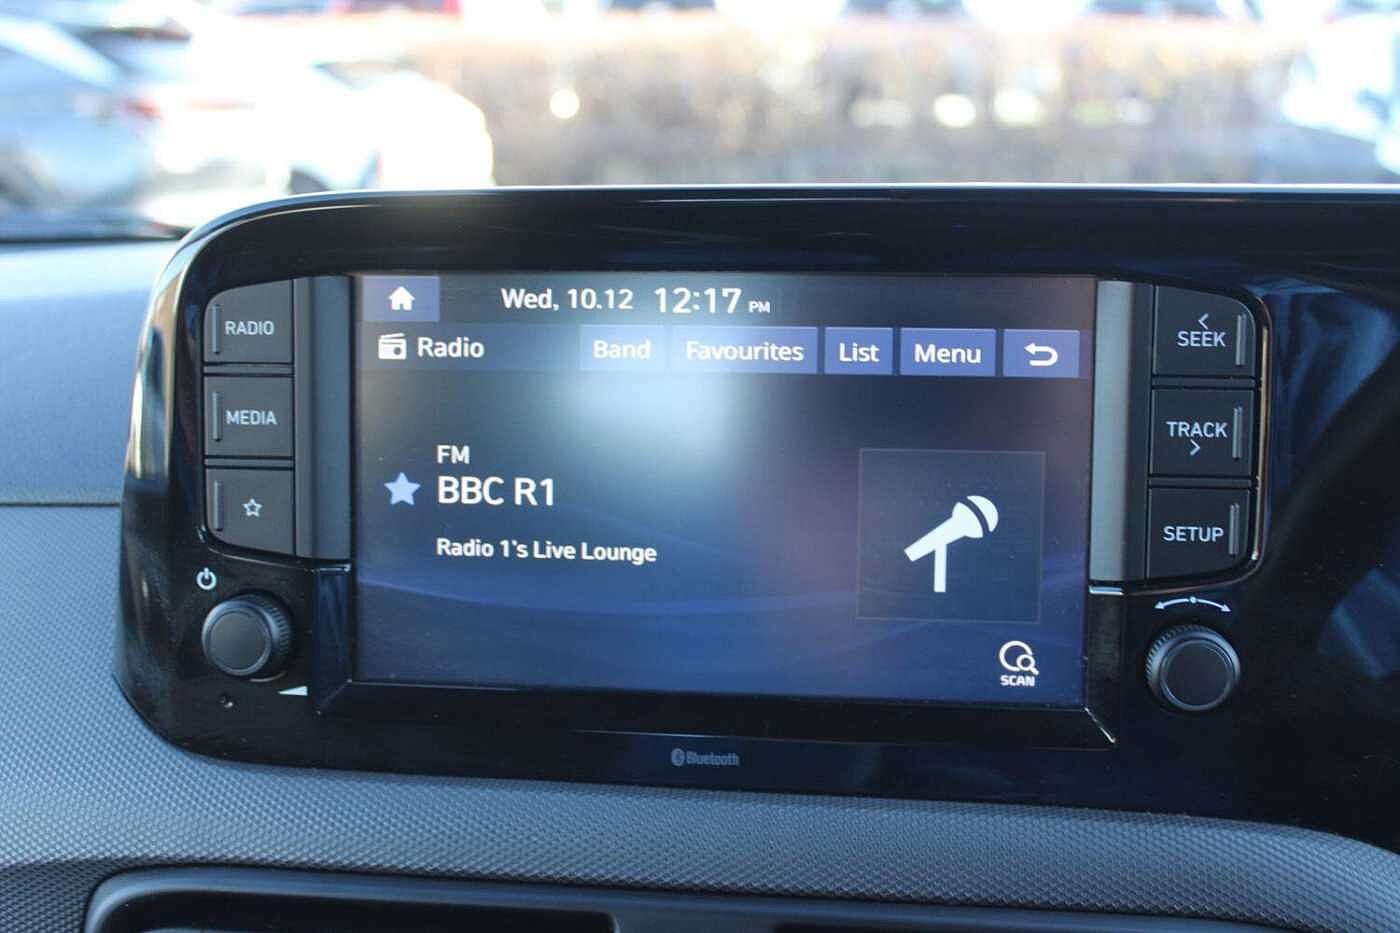 RADIO
MEDIA
Wed, 10.12 12:17 PM
Radio Band Favourites List Menu
FM
BBC R1
Radio 1's Live Lounge
SCAN
SEEK
TRACK
SETUP
Bluetooth